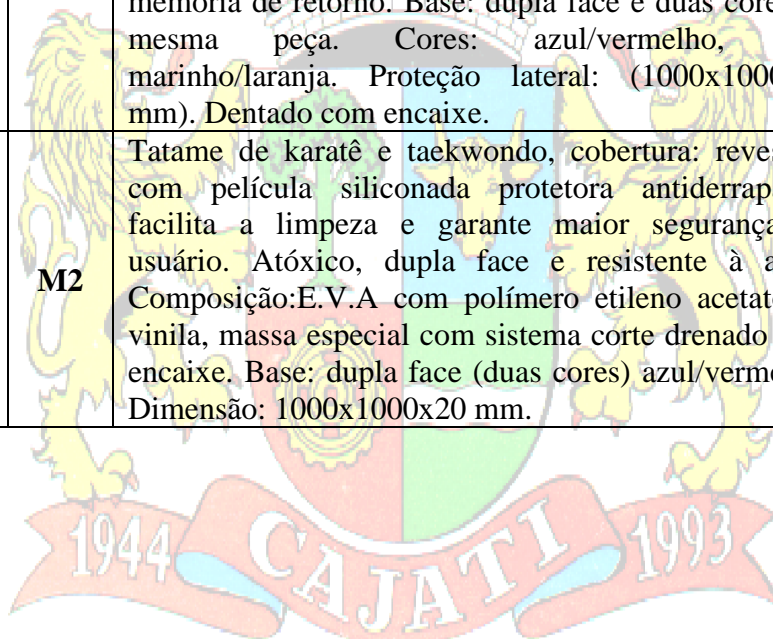 memória de retorno. Base: dupla face e duas core
mesma peça. Cores: azul/vermelho,
marinho/laranja. Proteção lateral: (1000x1000
mm). Dentado com encaixe.
M2
Tatame de karatê e taekwondo, cobertura: reves
com película siliconada protetora antiderrap
facilita a limpeza e garante maior segurança
usuário. Atóxico, dupla face e resistente à a
Composição:E.V.A com polímero etileno acetato
vinila, massa especial com sistema corte drenado
encaixe. Base: dupla face (duas cores) azul/verme
Dimensão: 1000x1000x20 mm.
1944 CAJATI 1993